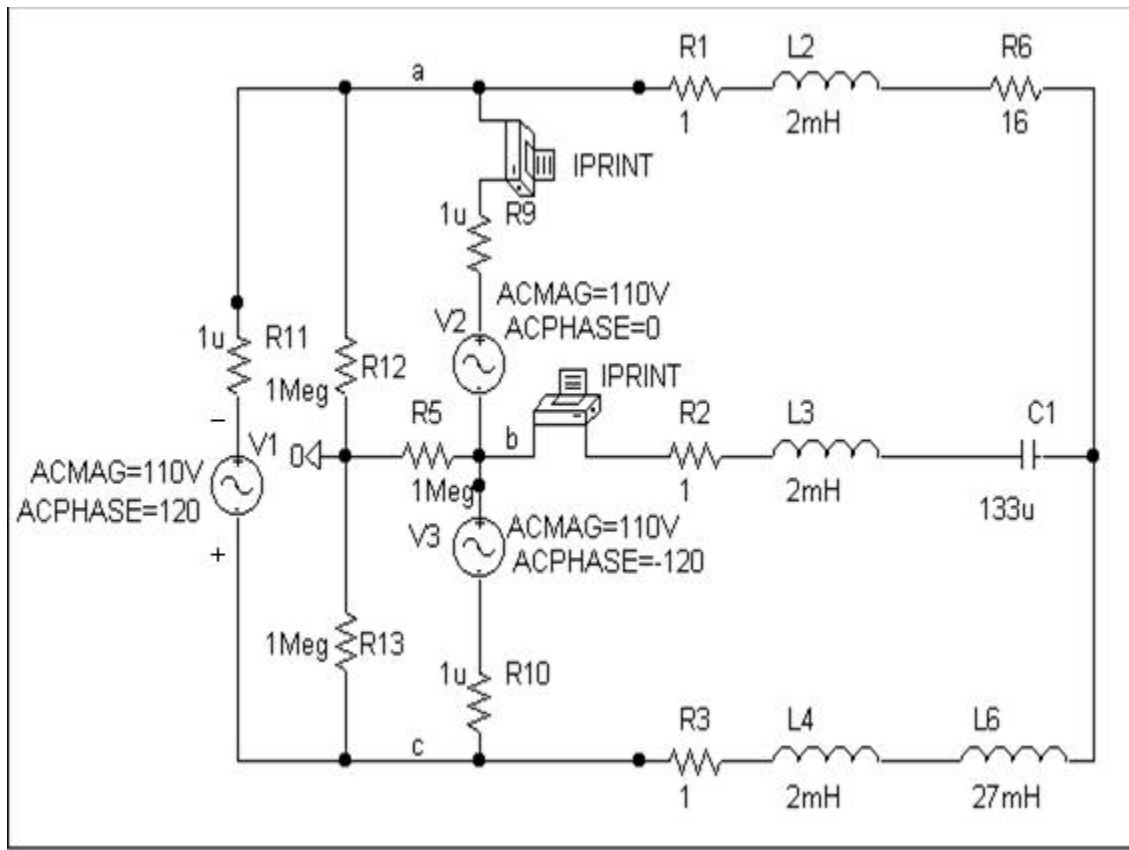 R1 L2 R6
a
1 2mH 16
IPRINT
1u R9
ACMAG=110V
V2 ACPHASE=0
1u R11
1Meg R12
IPRINT
R5 b R2 L3 C1
– V1 0
ACMAG=110V
ACPHASE=120
1Meg 1 2mH 133u
+ V3 ACMAG=110V
ACPHASE=-120
1Meg R13
1u R10
c R3 L4 L6
1 2mH 27mH